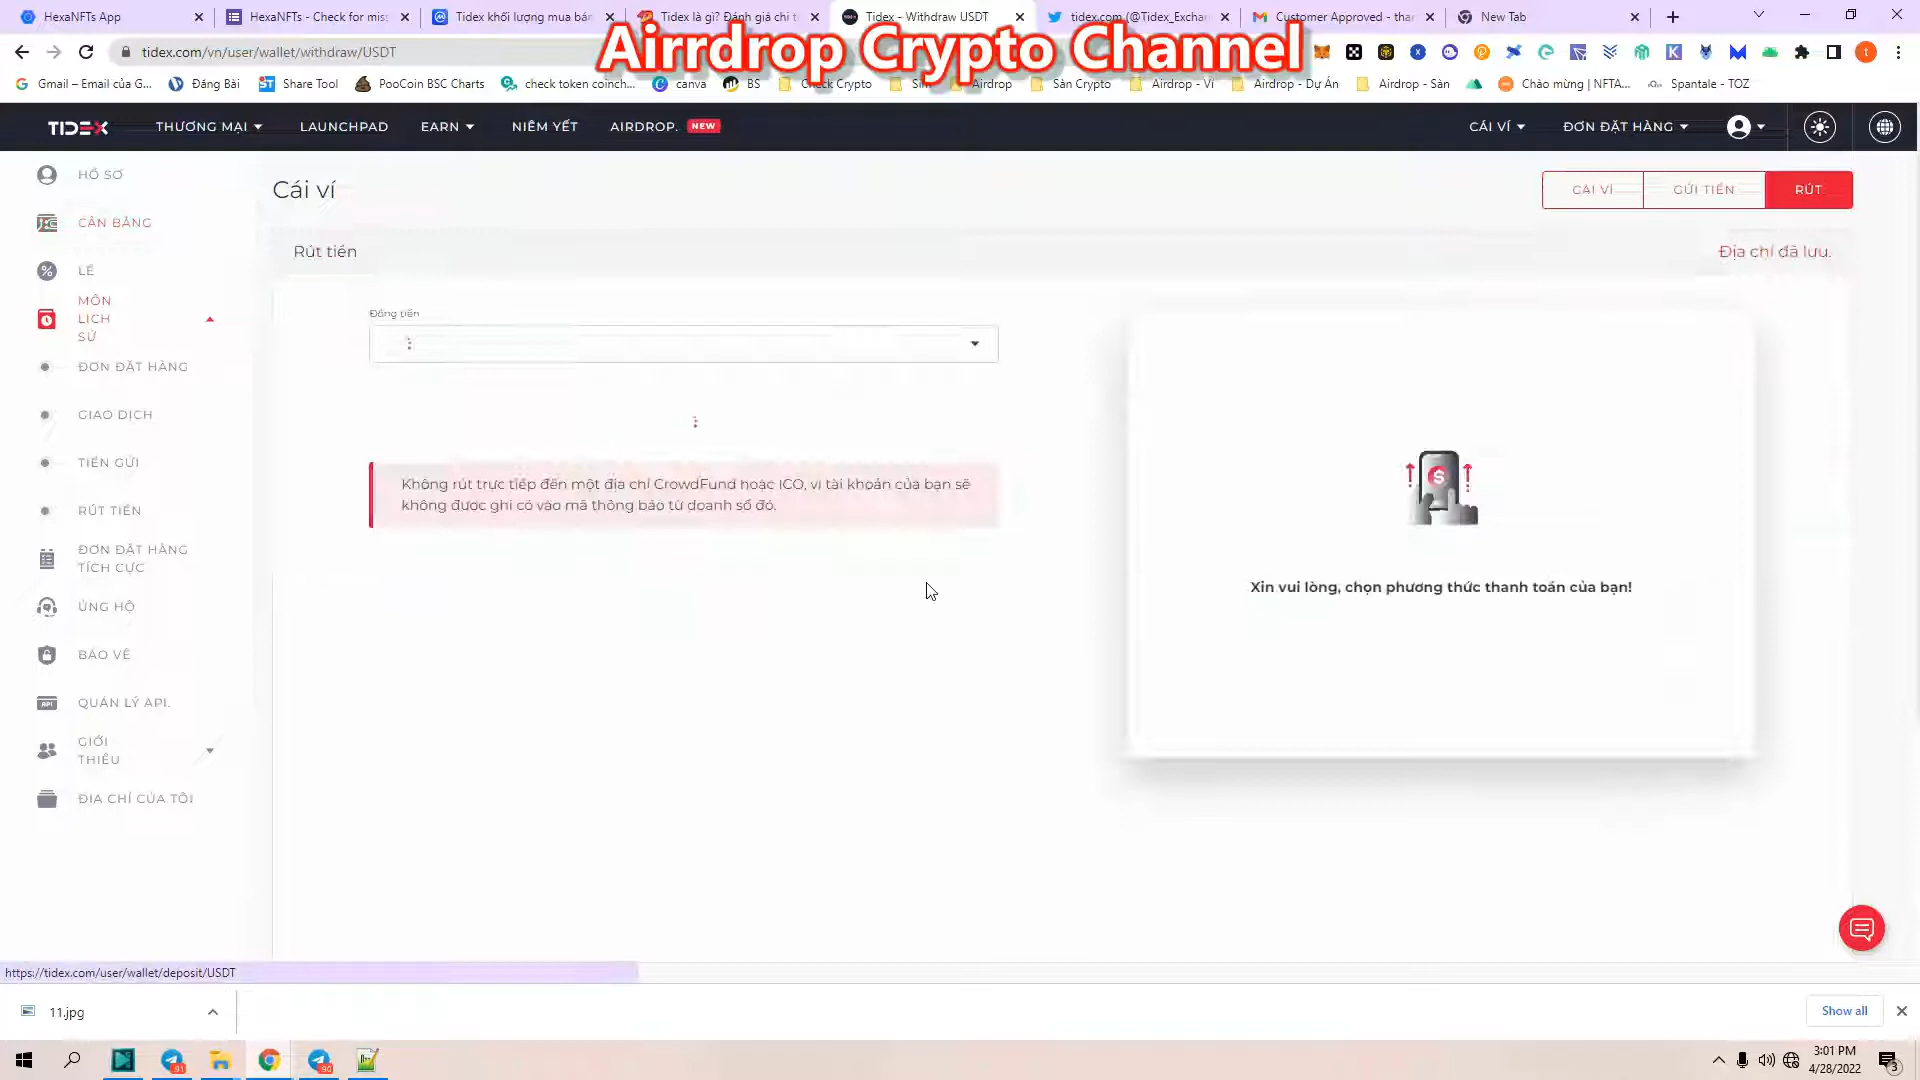 HexaNFTs App
HexaNFTs - Check for mis
Tidex khối lượng mua bán
Tidex là gì? Đánh giá chi t
Tidex - Withdraw USDT
tidex.com (@Tidex_Exchan
Customer Approved - than
New Tab
tidex.com/vn/user/wallet/withdraw/USDT
Airrdrop Crypto Channel
Gmail – Email của G...
Đăng Bài
Share Tool
PooCoin BSC Charts
check token coinch...
canva
BS
Check Crypto
Airdrop
Sàn Crypto
Airdrop - Ví
Airdrop - Dự Án
Airdrop - Sàn
Chào mừng | NFTA...
Spantale - TOZ
TIDEX
THƯƠNG MẠI
LAUNCHPAD
EARN
NIÊM YẾT
AIRDROP.
NEW
CÁI VÍ
ĐƠN ĐẶT HÀNG
HỒ SƠ
CÂN BẰNG
LỀ
MÔN
LỊCH
SỬ
ĐƠN ĐẶT HÀNG
GIAO DỊCH
TIỀN GỬI
RÚT TIỀN
ĐƠN ĐẶT HÀNG
TÍCH CỰC
ỦNG HỘ
BẢO VỆ
API
QUẢN LÝ API.
GIỚI
THIỆU
ĐỊA CHỈ CỦA TÔI
Cái ví
CÁI VÍ
GỬI TIỀN
RÚT
Rút tiền
Địa chỉ đã lưu.
Đồng tiền
Không rút trực tiếp đến một địa chỉ CrowdFund hoặc ICO, vì tài khoản của bạn sẽ
không được ghi có vào mã thông báo từ doanh số đó.
Xin vui lòng, chọn phương thức thanh toán của bạn!
https://tidex.com/user/wallet/deposit/USDT
11.jpg
Show all
91
90
3:01 PM
4/28/2022
3